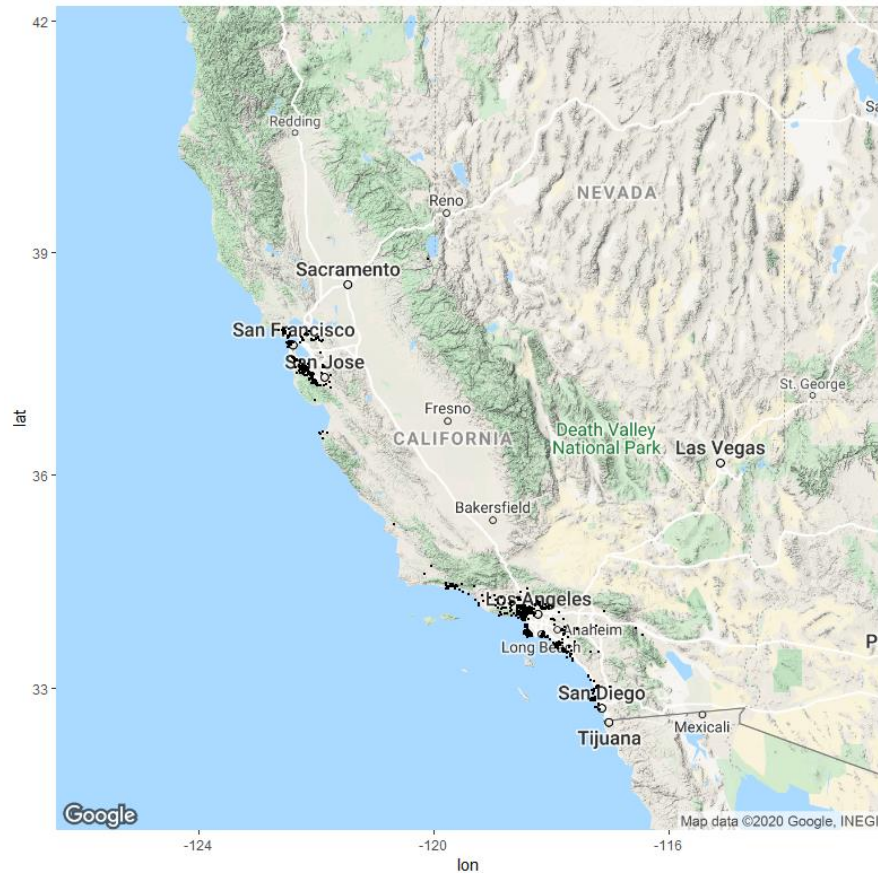 42
Redding
Sa
Reno
NEVADA
39
Sacramento
San Francisco
San Jose
St. George
lat
Fresno
Death Valley
CALIFORNIA
National Park
Las Vegas
36
Bakersfield
Los Angeles
Anaheim
P
Long Beach
33
San Diego
Mexicali
Tijuana
Google
Map data ©2020 Google, INEGI
-124
-120
-116
lon